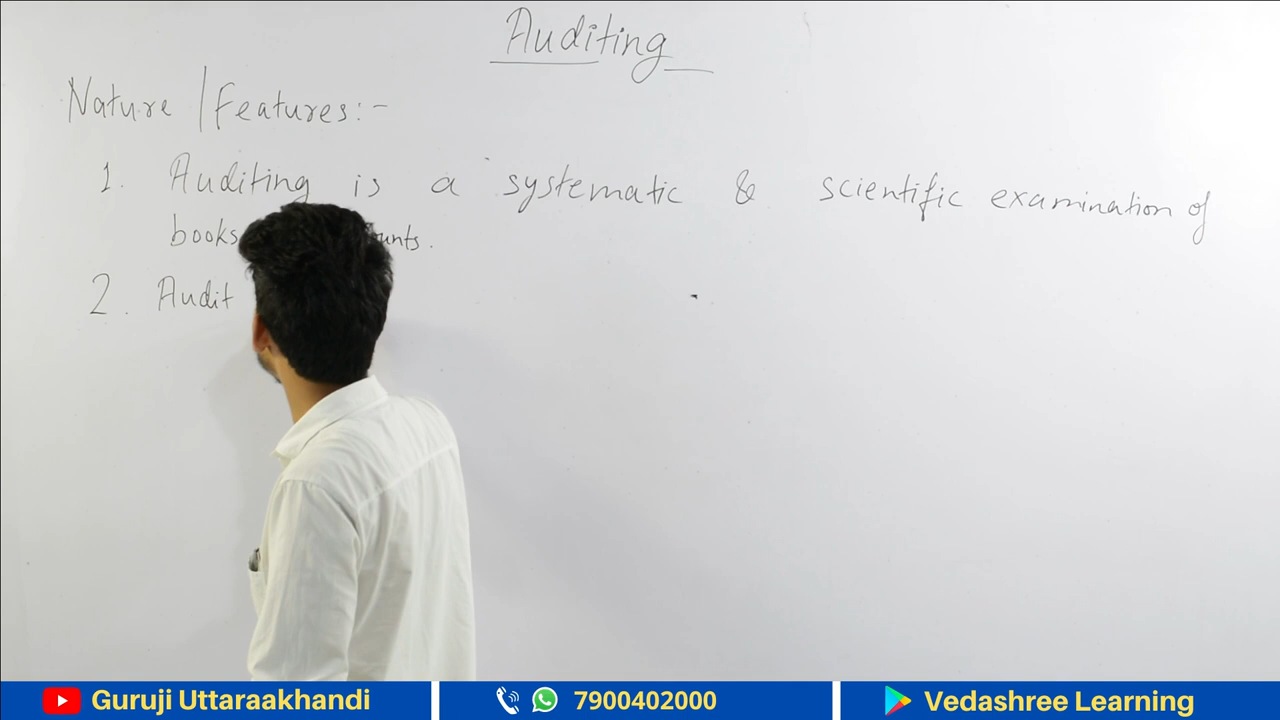 Auditing
Nature / Features:-
1. Auditing is a systematic & scientific examination of
books
2. Audit
Guruji Uttaraakhandi
7900402000
Vedashree Learning